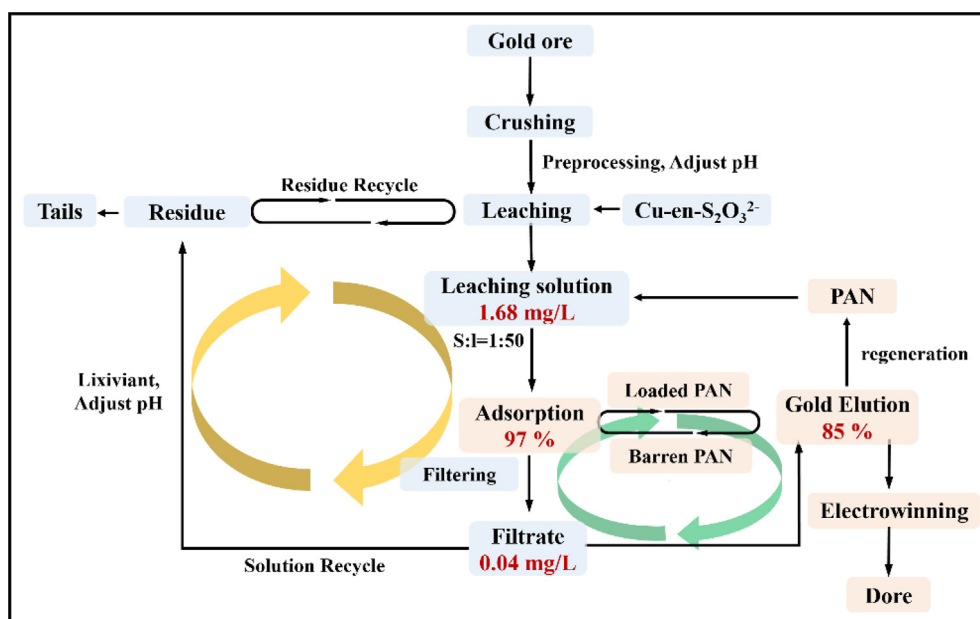 Gold ore
Crushing
Preprocessing, Adjust pH
Residue Recycle
Tails
Residue
Leaching
Cu-en-S₂O₃²⁻
Leaching solution
1.68 mg/L
PAN
S:l=1:50
regeneration
Lixiviant,
Adjust pH
Loaded PAN
Adsorption
97 %
Gold Elution
85 %
Barren PAN
Filtering
Electrowinning
Filtrate
0.04 mg/L
Solution Recycle
Dore